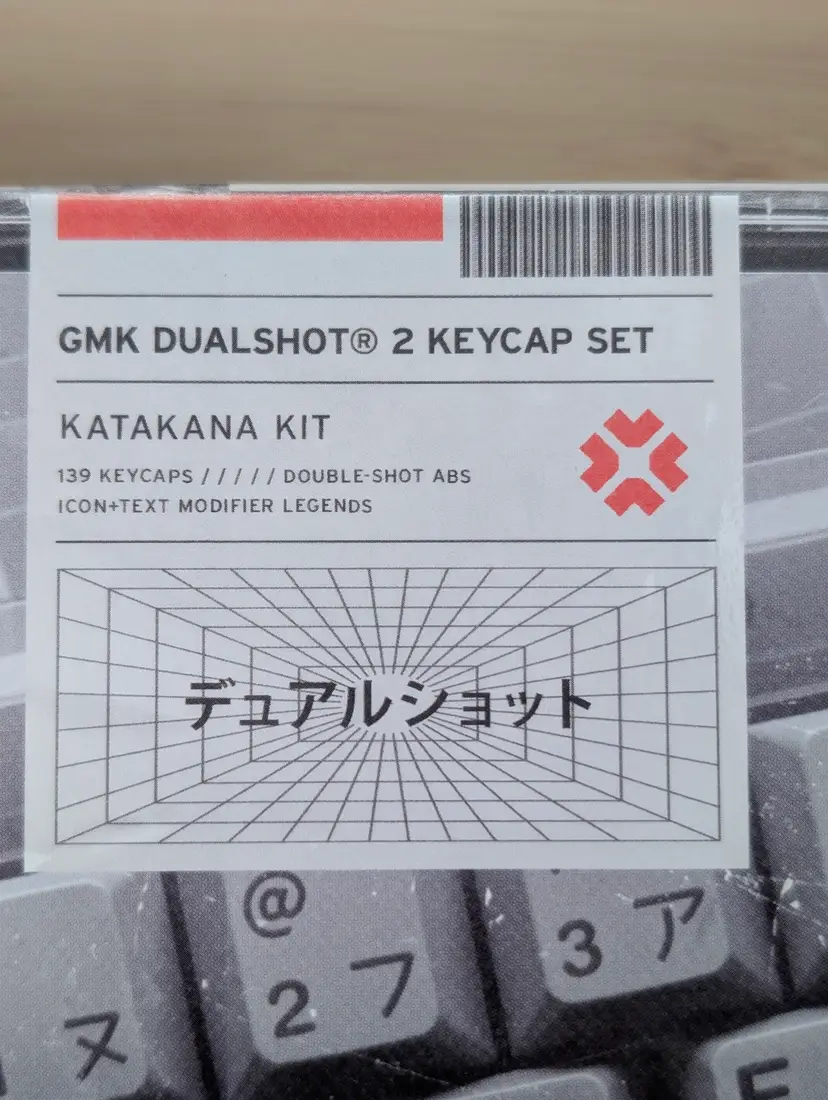 GMK DUALSHOT® 2 KEYCAP SET
KATAKANA KIT
139 KEYCAPS / / / / / DOUBLE-SHOT ABS
ICON+TEXT MODIFIER LEGENDS
デュアルショット
@
2 フ
3 ア
ヌ
E